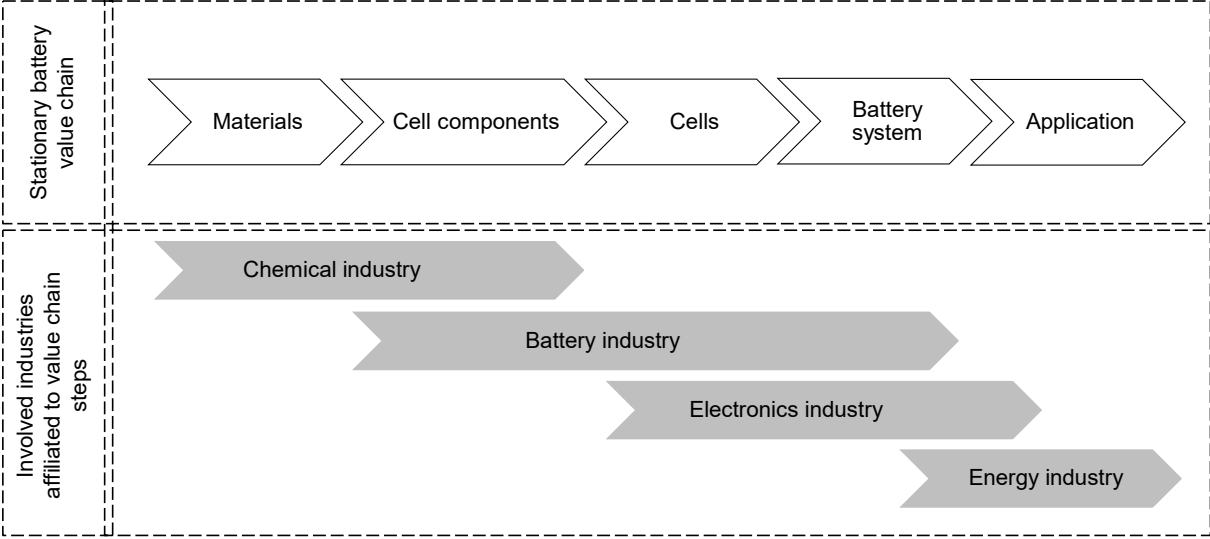 Stationary battery
value chain
Materials
Cell components
Cells
Battery
system
Application
Involved industries
affiliated to value chain
steps
Chemical industry
Battery industry
Electronics industry
Energy industry